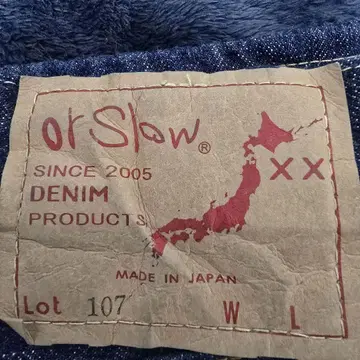 orSlow®
XX
SINCE 2005
DENIM
PRODUCTS
MADE IN JAPAN
Lot 107 W L